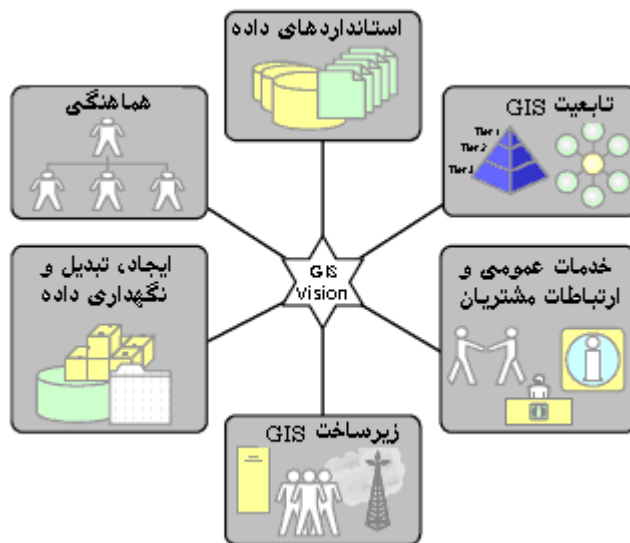 استانداردهای داده
هماهنگی
تابعیت GIS
Tier 1
Tier 2
Tier 3
GIS
Vision
ایجاد، تبدیل و
نگهداری داده
خدمات عمومی و
ارتباطات مشتریان
زیرساخت GIS